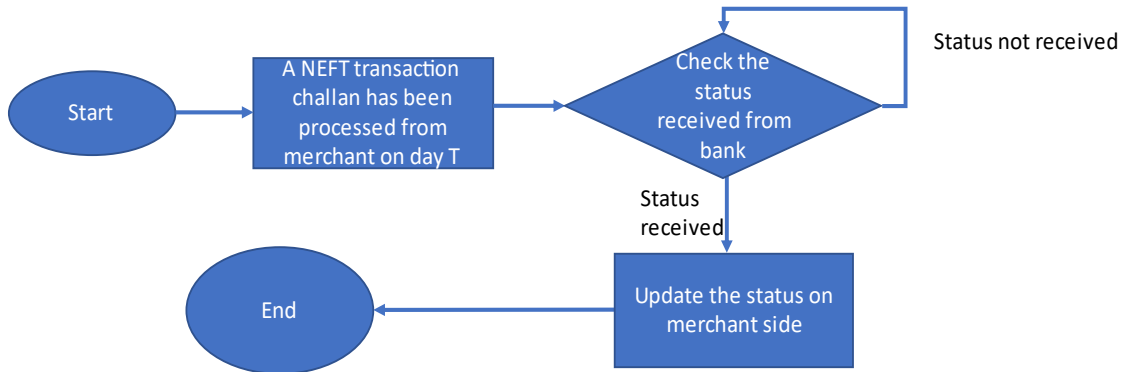 Start
A NEFT transaction
challan has been
processed from
merchant on day T
Check the
status
received from
bank
Status not received
Status
received
Update the status on
merchant side
End